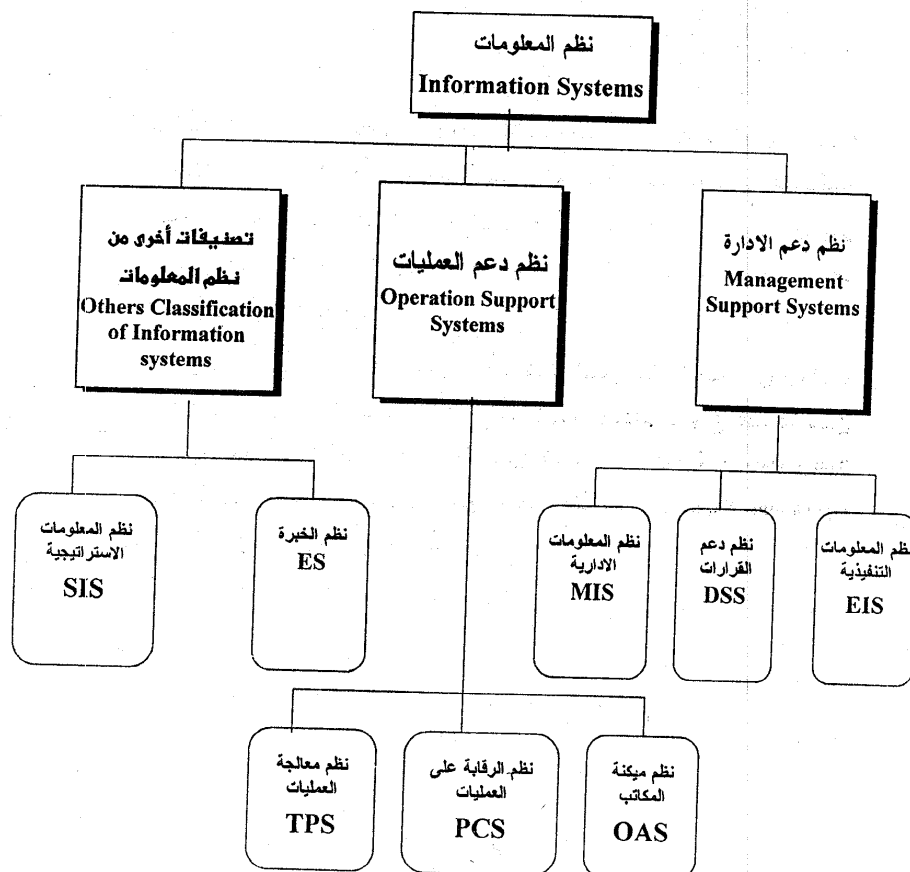 نظم المعلومات
Information Systems
نظم دعم الادارة
Management
Support Systems
نظم دعم العمليات
Operation Support
Systems
تصنيفات أخرى من
نظم المعلومات
Others Classification
of Information
systems
نظم المعلومات
التنفيذية
EIS
نظم دعم
القرارات
DSS
نظم المعلومات
الادارية
MIS
نظم الخبرة
ES
نظم المعلومات
الاستراتيجية
SIS
نظم ميكنة
المكاتب
OAS
نظم الرقابة على
العمليات
PCS
نظم معالجة
العمليات
TPS